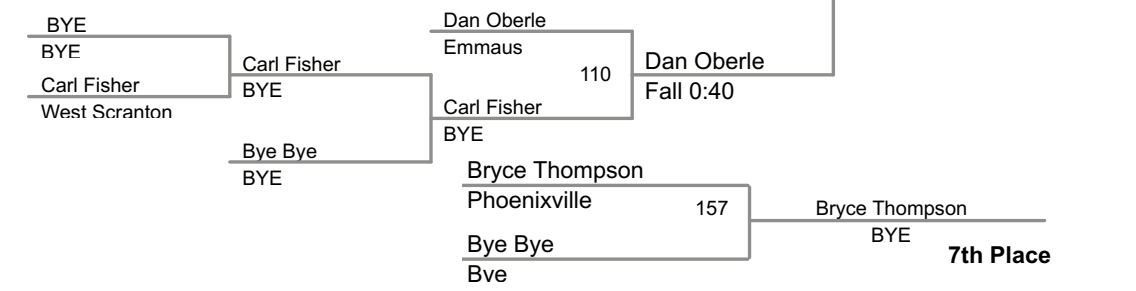 BYE
BYE
Carl Fisher
West Scranton
Carl Fisher
BYE
Bye Bye
BYE
Dan Oberle
Emmaus
110
Carl Fisher
BYE
Dan Oberle
Fall 0:40
Bryce Thompson
Phoenixville
157
Bye Bye
Bye
Bryce Thompson
BYE
7th Place